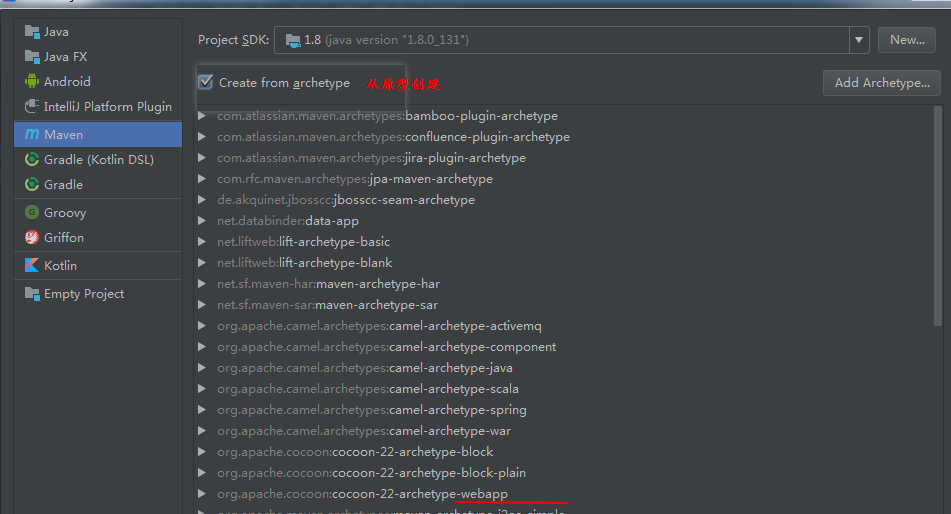 Java
Java FX
Android
IntelliJ Platform Plugin
Maven
Gradle (Kotlin DSL)
Gradle
Groovy
Griffon
Kotlin
Empty Project
Project SDK: 1.8 (java version "1.8.0_131") New...
Create from archetype 从原型创建 Add Archetype...
com.atlassian.maven.archetypes:bamboo-plugin-archetype
com.atlassian.maven.archetypes:confluence-plugin-archetype
com.atlassian.maven.archetypes:jira-plugin-archetype
com.rfc.maven.archetypes:jpa-maven-archetype
de.akquinet.jbosscc:jbosscc-seam-archetype
net.databinder:data-app
net.liftweb:lift-archetype-basic
net.liftweb:lift-archetype-blank
net.sf.maven-har:maven-archetype-har
net.sf.maven-sar:maven-archetype-sar
org.apache.camel.archetypes:camel-archetype-activemq
org.apache.camel.archetypes:camel-archetype-component
org.apache.camel.archetypes:camel-archetype-java
org.apache.camel.archetypes:camel-archetype-scala
org.apache.camel.archetypes:camel-archetype-spring
org.apache.camel.archetypes:camel-archetype-war
org.apache.cocoon:cocoon-22-archetype-block
org.apache.cocoon:cocoon-22-archetype-block-plain
org.apache.cocoon:cocoon-22-archetype-webapp
org.apache.maven.archetypes:maven-archetype-j2ee-simple